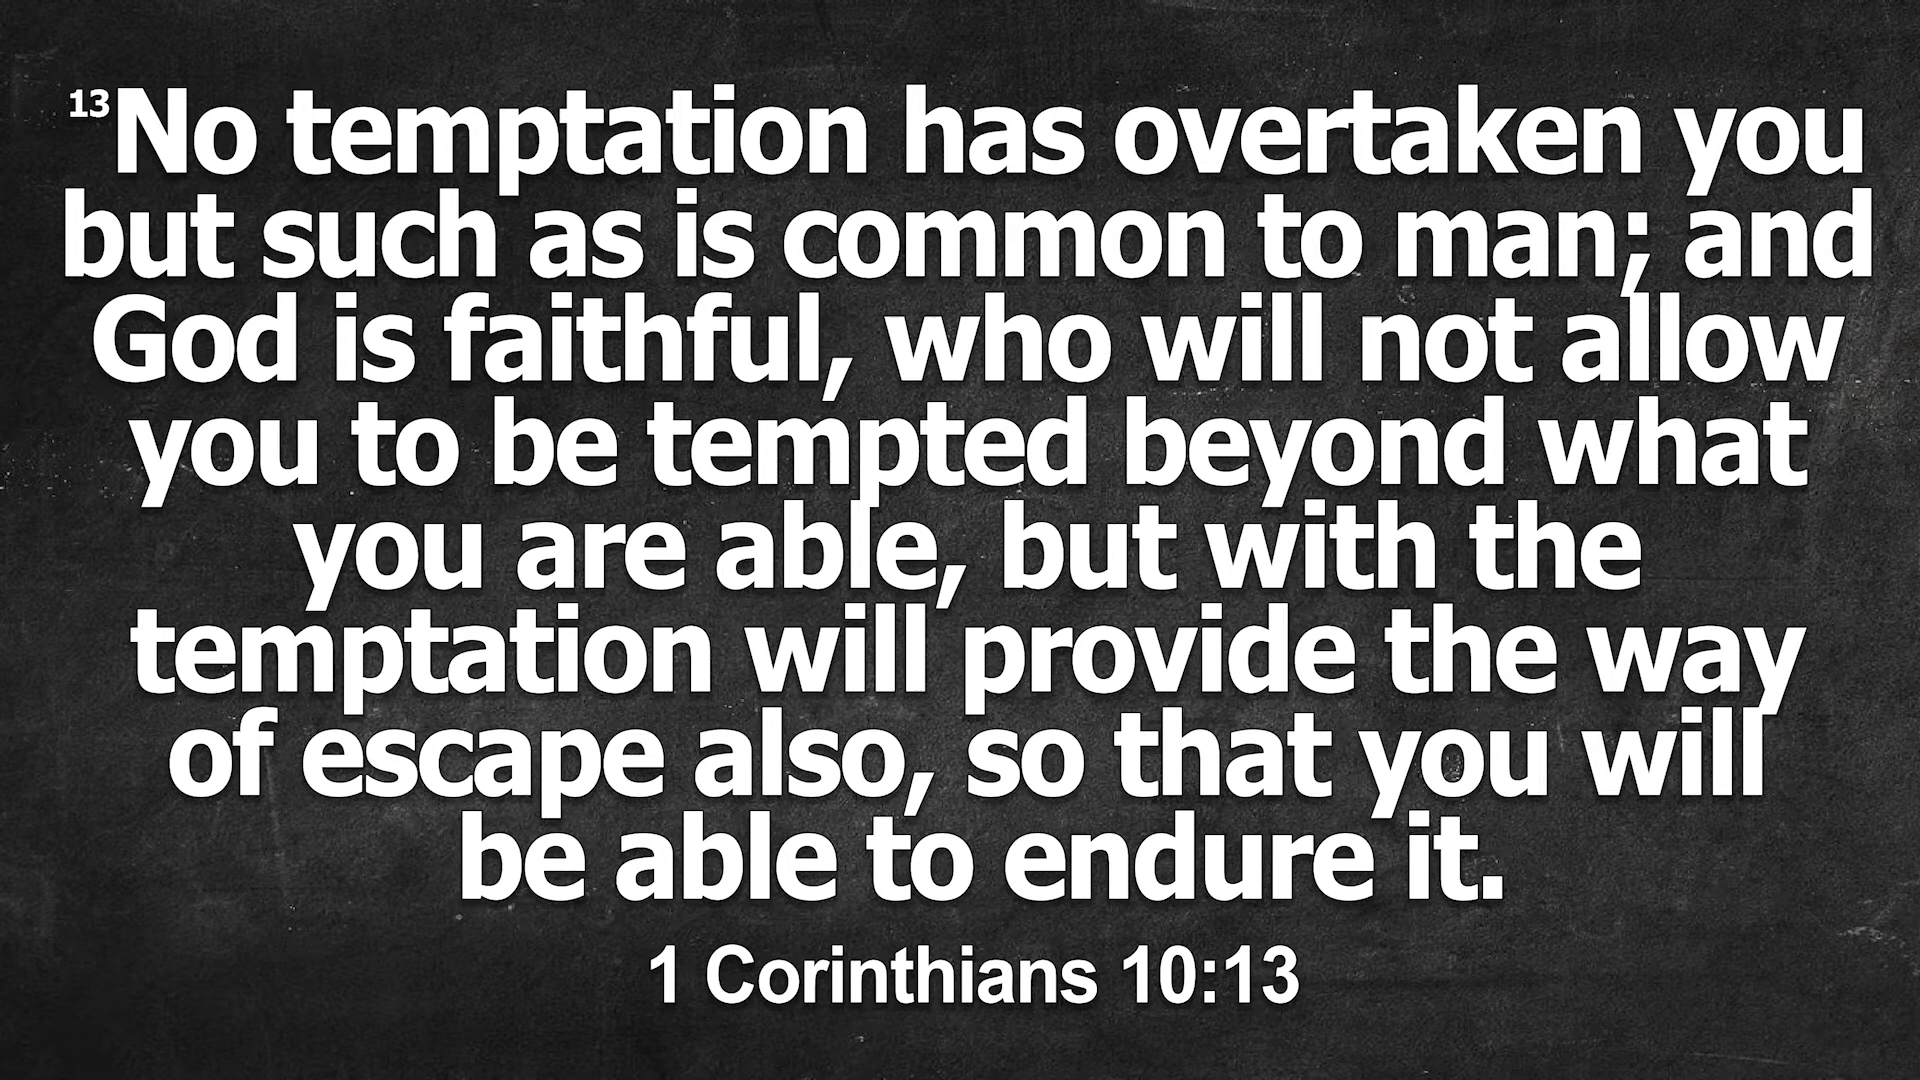 13No temptation has overtaken you
but such as is common to man; and
God is faithful, who will not allow
you to be tempted beyond what
you are able, but with the
temptation will provide the way
of escape also, so that you will
be able to endure it.
1 Corinthians 10:13